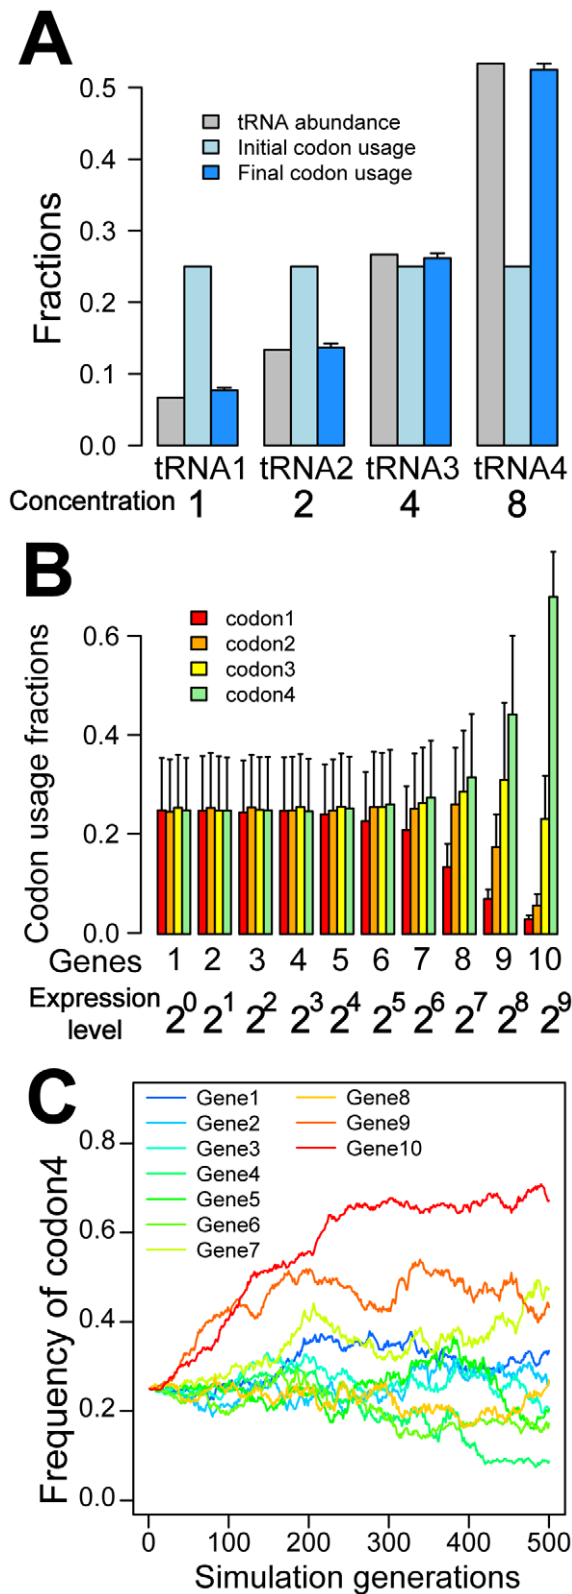 A
0.5
0.4
0.3
0.2
0.1
0.0
Fractions
tRNA abundance
Initial codon usage
Final codon usage
tRNA1 tRNA2 tRNA3 tRNA4
Concentration 1 2 4 8
B
0.6
0.4
0.2
0.0
Codon usage fractions
codon1
codon2
codon3
codon4
Genes 1 2 3 4 5 6 7 8 9 10
Expression level 2^0 2^1 2^2 2^3 2^4 2^5 2^6 2^7 2^8 2^9
C
0.8
0.6
0.4
0.2
0.0
Frequency of codon4
Gene1 Gene8
Gene2 Gene9
Gene3 Gene10
Gene4
Gene5
Gene6
Gene7
0 100 200 300 400 500
Simulation generations